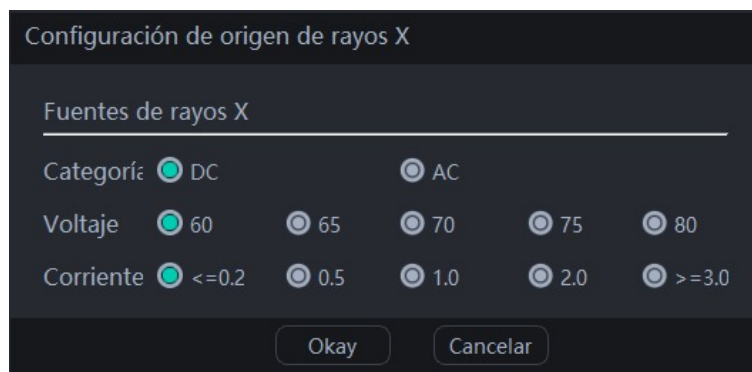 Configuración de origen de rayos X
Fuentes de rayos X
Categoría DC AC
Voltaje 60 65 70 75 80
Corriente <=0.2 0.5 1.0 2.0 >=3.0
Okay Cancelar